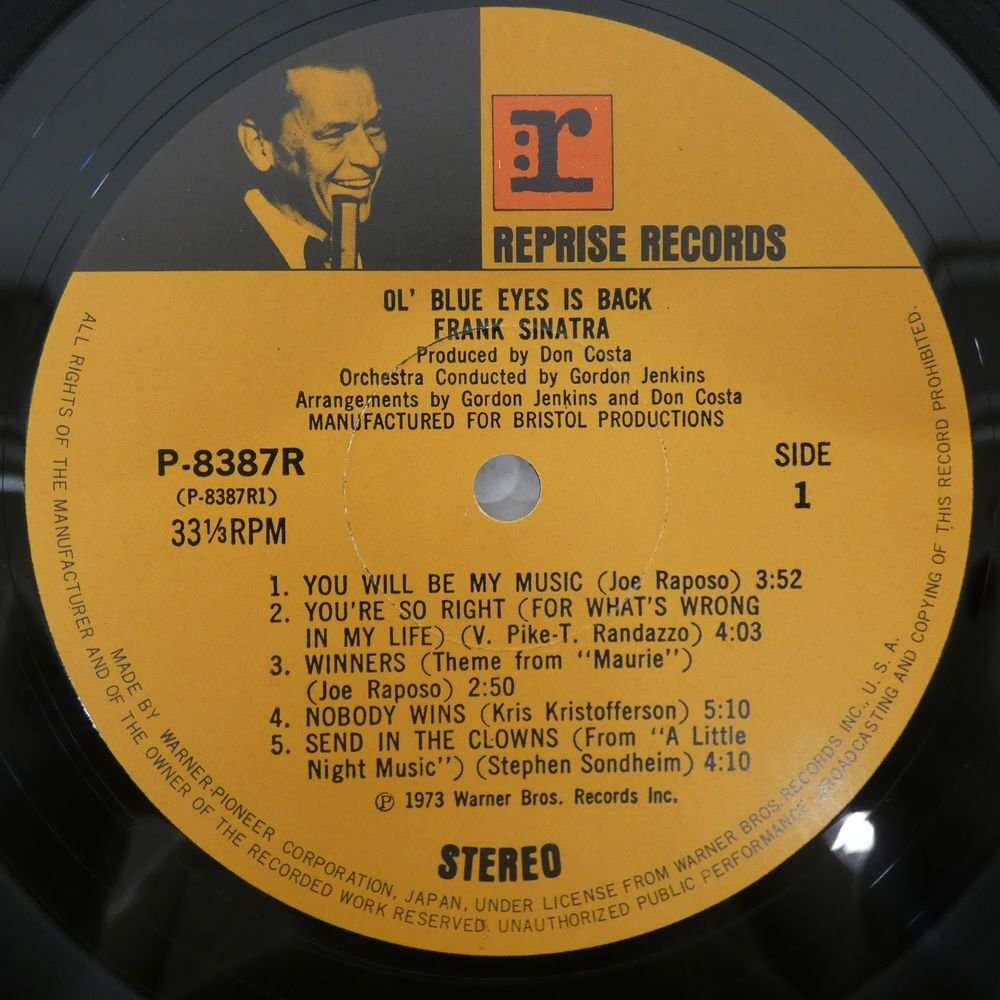 :r
REPRISE RECORDS
OL' BLUE EYES IS BACK
FRANK SINATRA
Produced by Don Costa
Orchestra Conducted by Gordon Jenkins
Arrangements by Gordon Jenkins and Don Costa
MANUFACTURED FOR BRISTOL PRODUCTIONS
P-8387R
(P-8387R1)
33⅓RPM
SIDE
1
1. YOU WILL BE MY MUSIC (Joe Raposo) 3:52
2. YOU'RE SO RIGHT (FOR WHAT'S WRONG
IN MY LIFE) (V. Pike-T. Randazzo) 4:03
3. WINNERS (Theme from "Maurie")
(Joe Raposo) 2:50
4. NOBODY WINS (Kris Kristofferson) 5:10
5. SEND IN THE CLOWNS (From "A Little
Night Music") (Stephen Sondheim) 4:10
Ⓟ 1973 Warner Bros. Records Inc.
STEREO
MADE BY WARNER-PIONEER CORPORATION, JAPAN, UNDER LICENSE FROM WARNER BROS. RECORDS INC., U.S.A.
ALL RIGHTS OF THE MANUFACTURER AND OF THE OWNER OF THE RECORDED WORK RESERVED. UNAUTHORIZED PUBLIC PERFORMANCE, BROADCASTING AND COPYING OF THIS RECORD PROHIBITED.